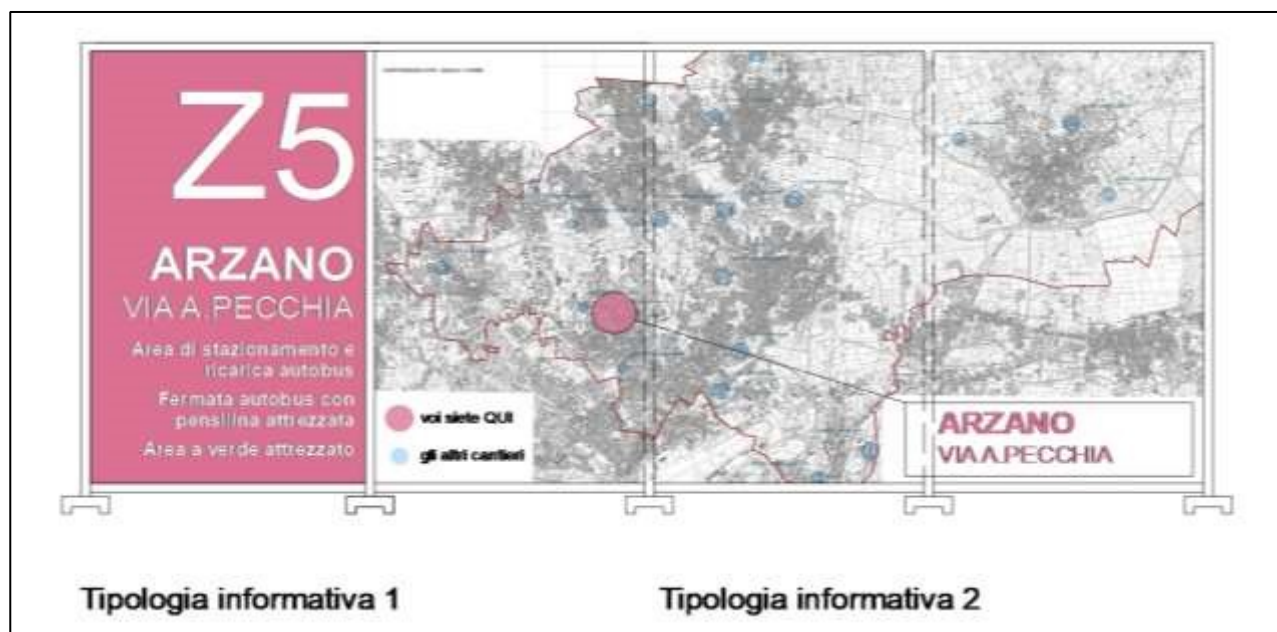 Z5
ARZANO
VIA A.PECCHIA
Area di stazionamento e
ricarica autobus
Fermata autobus con
pensilina attrezzata
Area a verde attrezzato
voi siete QUI
gli altri cantieri
ARZANO
VIA A.PECCHIA
Tipologia informativa 1
Tipologia informativa 2